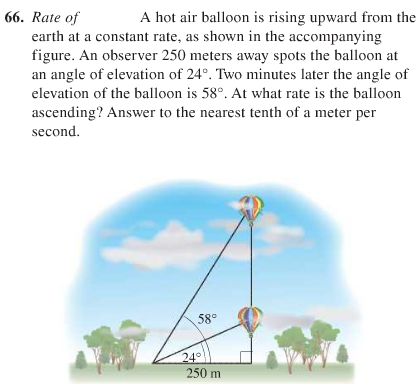 66. Rate of A hot air balloon is rising upward from the
earth at a constant rate, as shown in the accompanying
figure. An observer 250 meters away spots the balloon at
an angle of elevation of 24°. Two minutes later the angle of
elevation of the balloon is 58°. At what rate is the balloon
ascending? Answer to the nearest tenth of a meter per
second.
58°
24°
250 m